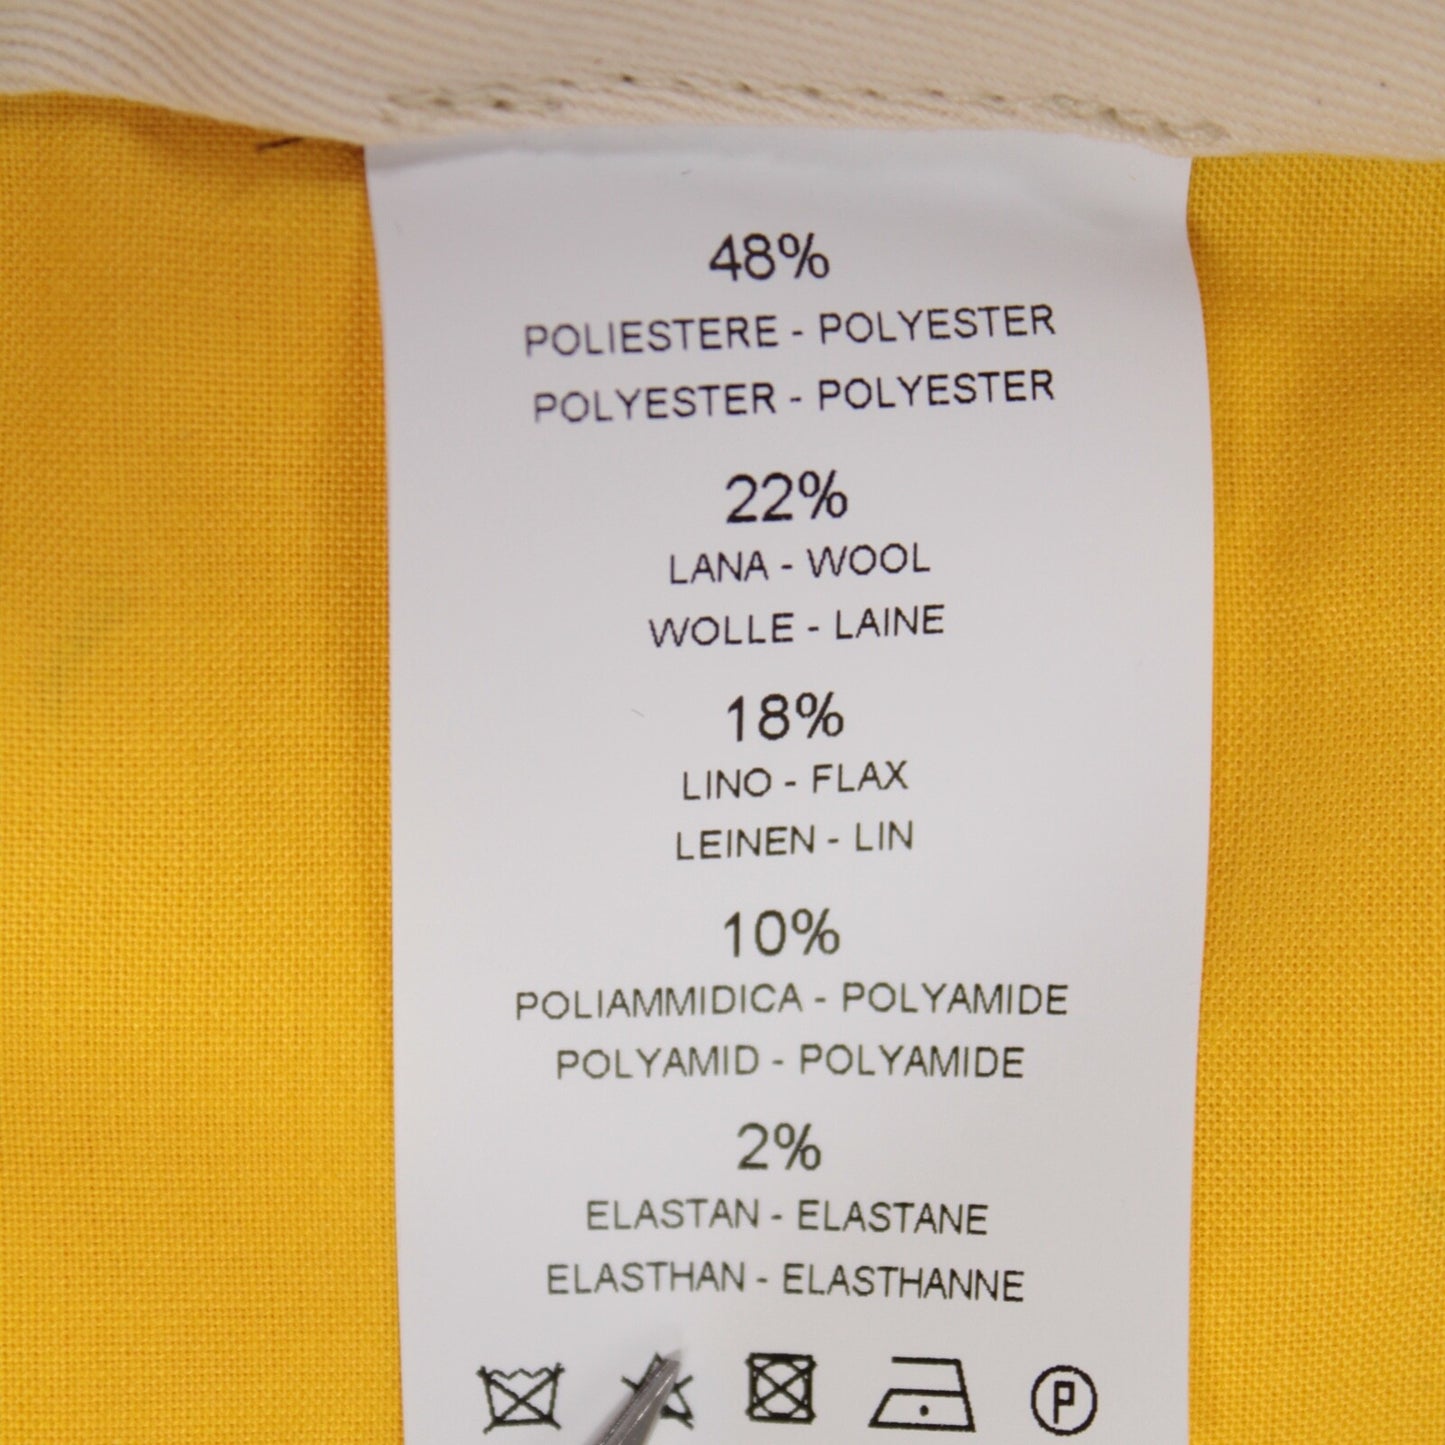 48%
POLIESTERE - POLYESTER
POLYESTER - POLYESTER
22%
LANA - WOOL
WOLLE - LAINE
18%
LINO - FLAX
LEINEN - LIN
10%
POLIAMMIDICA - POLYAMIDE
POLYAMID - POLYAMIDE
2%
ELASTAN - ELASTANE
ELASTHAN - ELASTHANNE
P